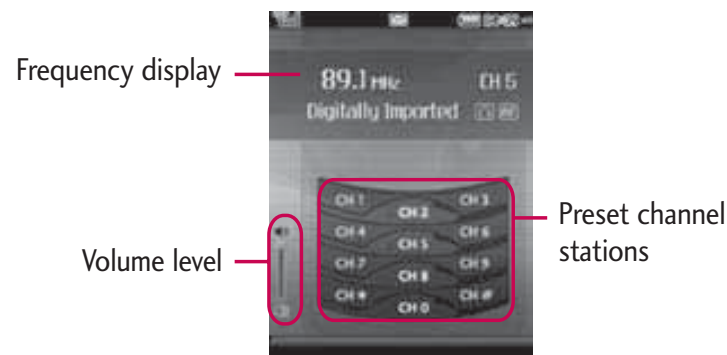 Frequency display
89.1 MHz CH 5
Digitally Imported
Preset channel
stations
Volume level
CH 1 CH 2 CH 3
CH 4 CH 5 CH 6
CH 7 CH 8 CH 9
CH * CH 0 CH #